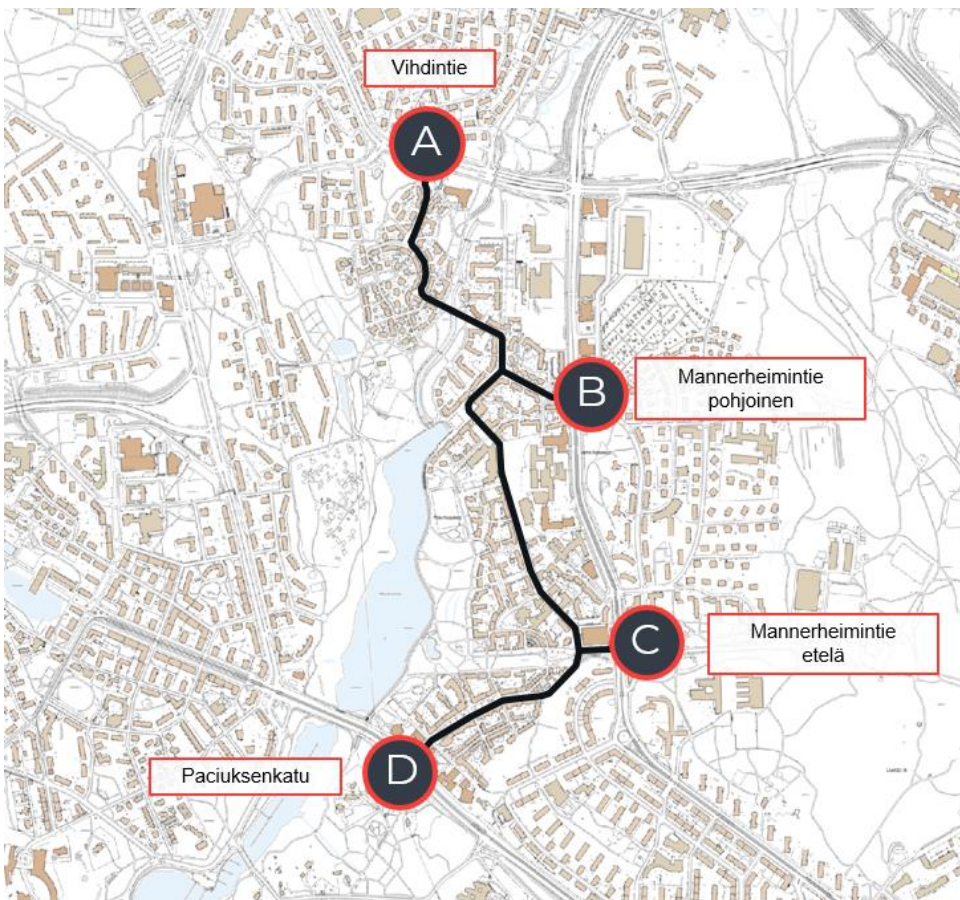 Vihdintie
A
B
Mannerheimintie
pohjoinen
C
Mannerheimintie
etelä
Paciuksenkatu
D